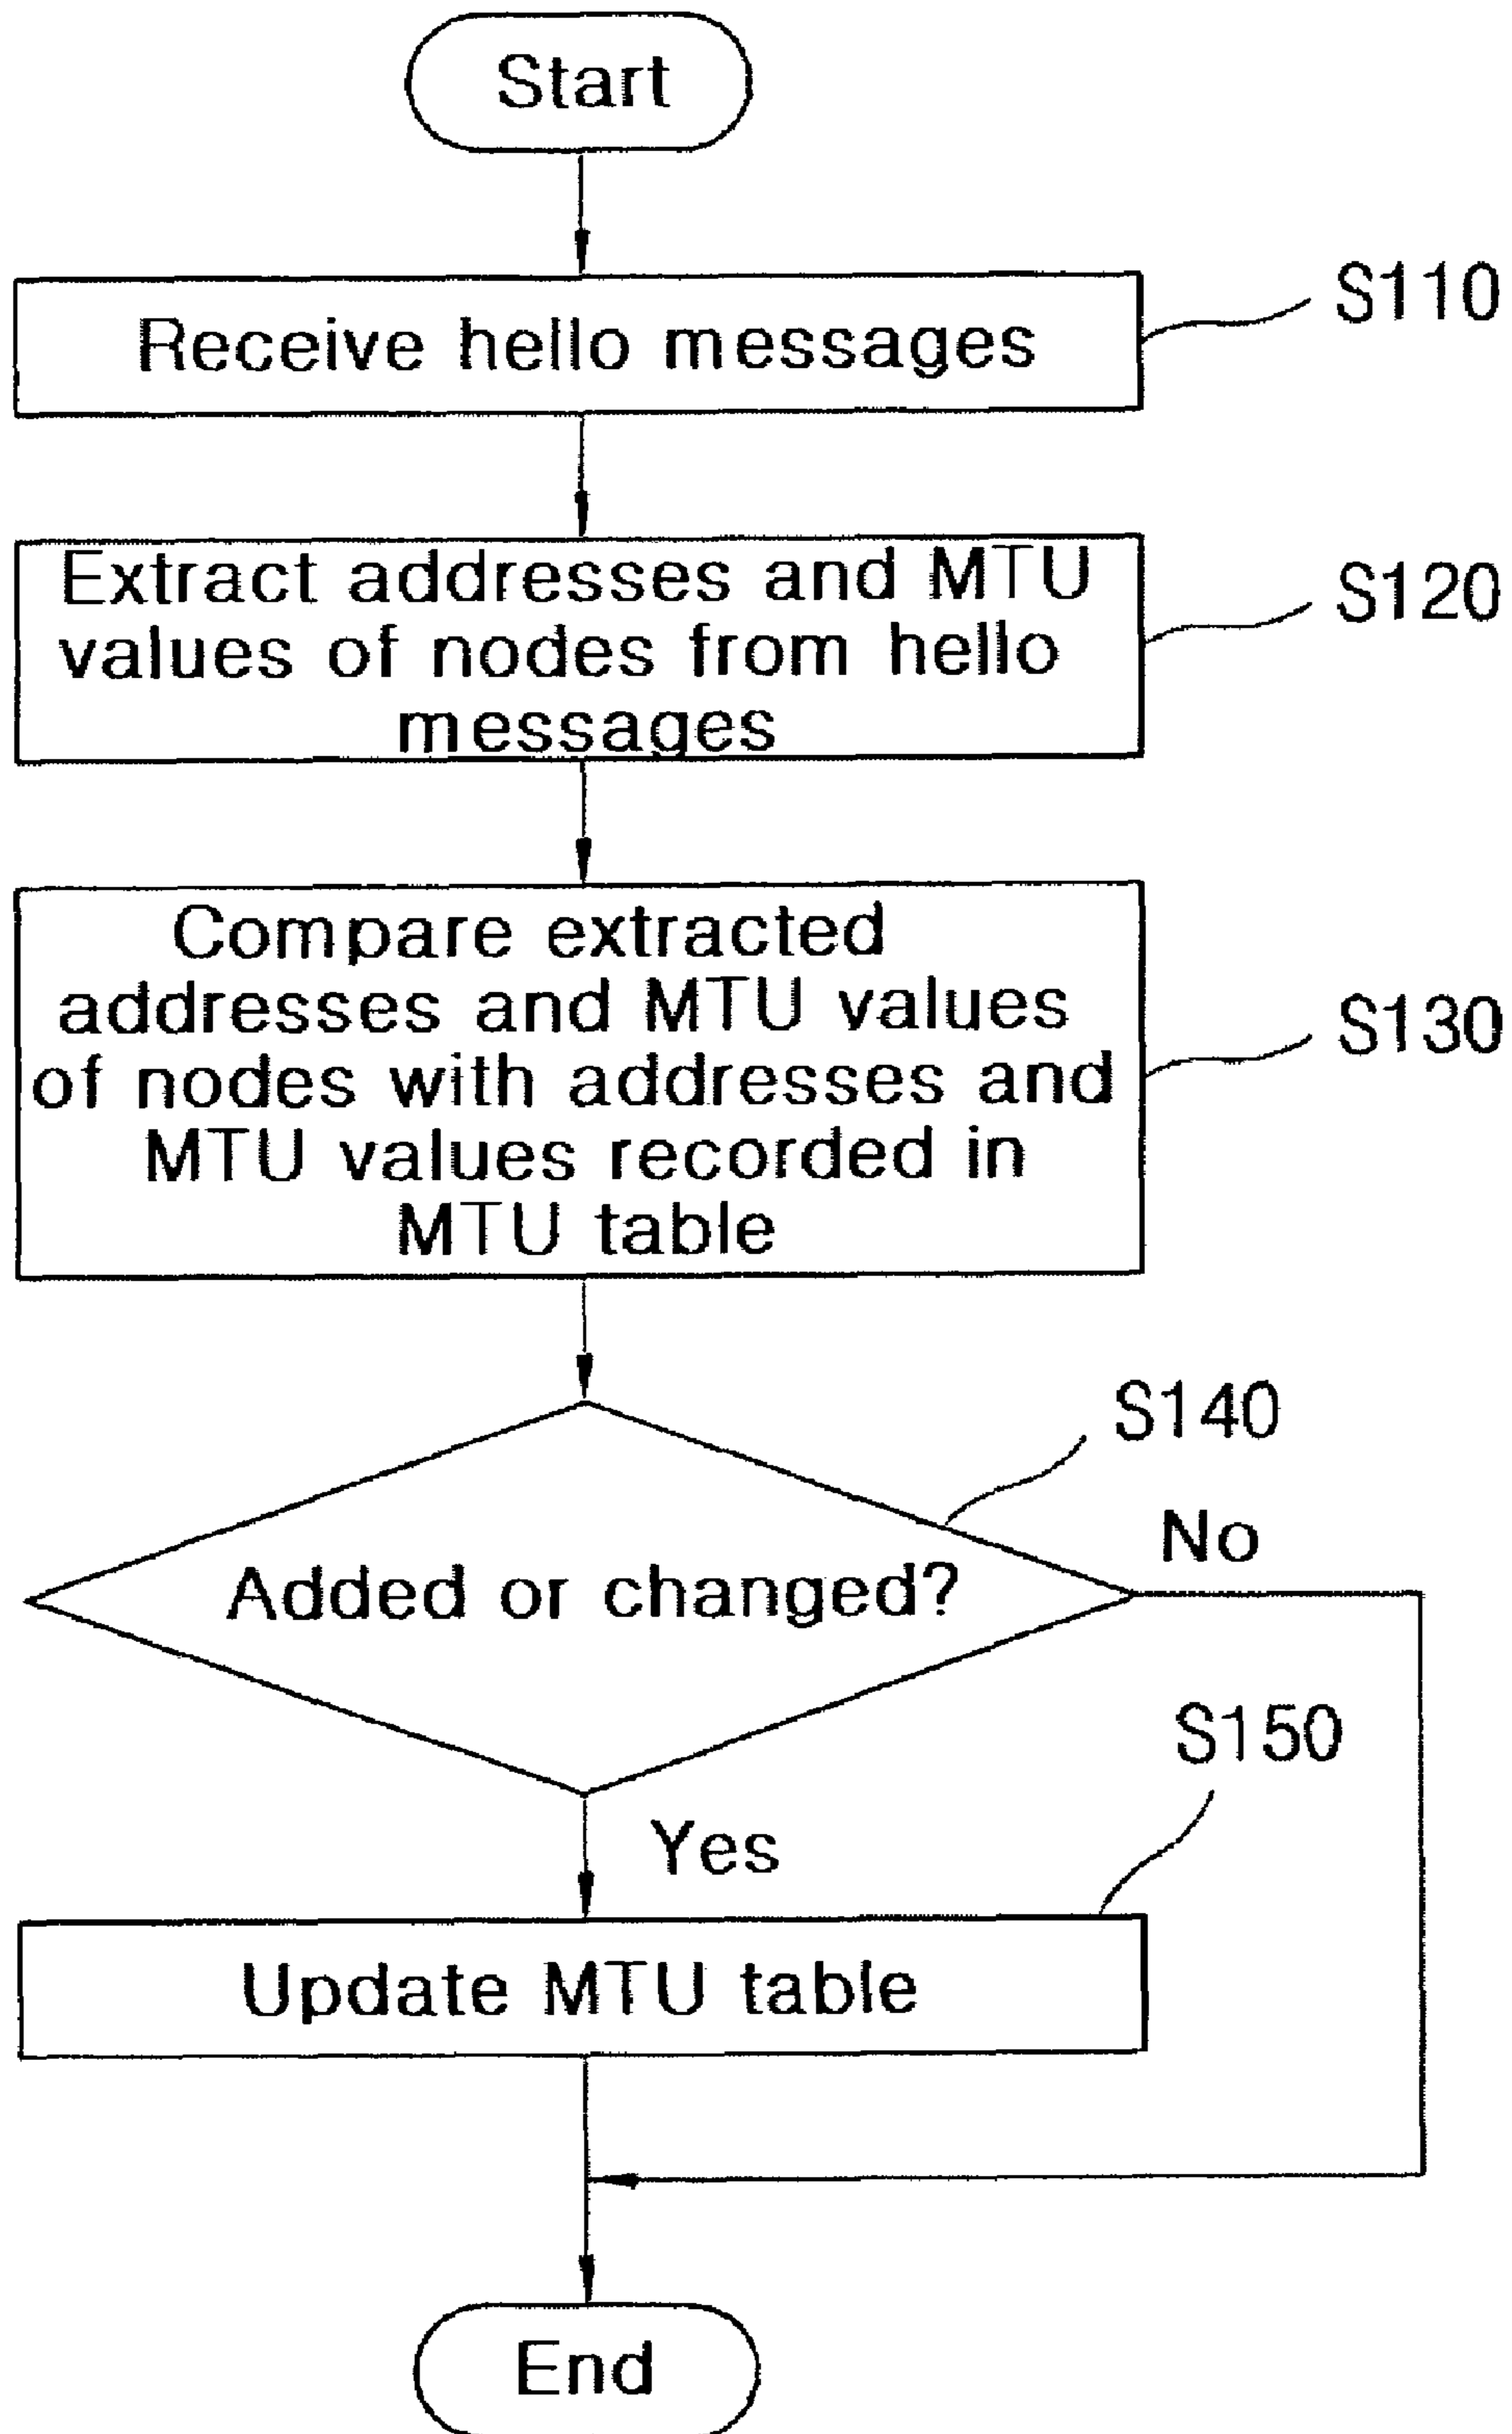 Start
Receive hello messages
S110
Extract addresses and MTU
values of nodes from hello
messages
S120
Compare extracted
addresses and MTU values
of nodes with addresses and
MTU values recorded in
MTU table
S130
S140
Added or changed?
No
Yes
S150
Update MTU table
End